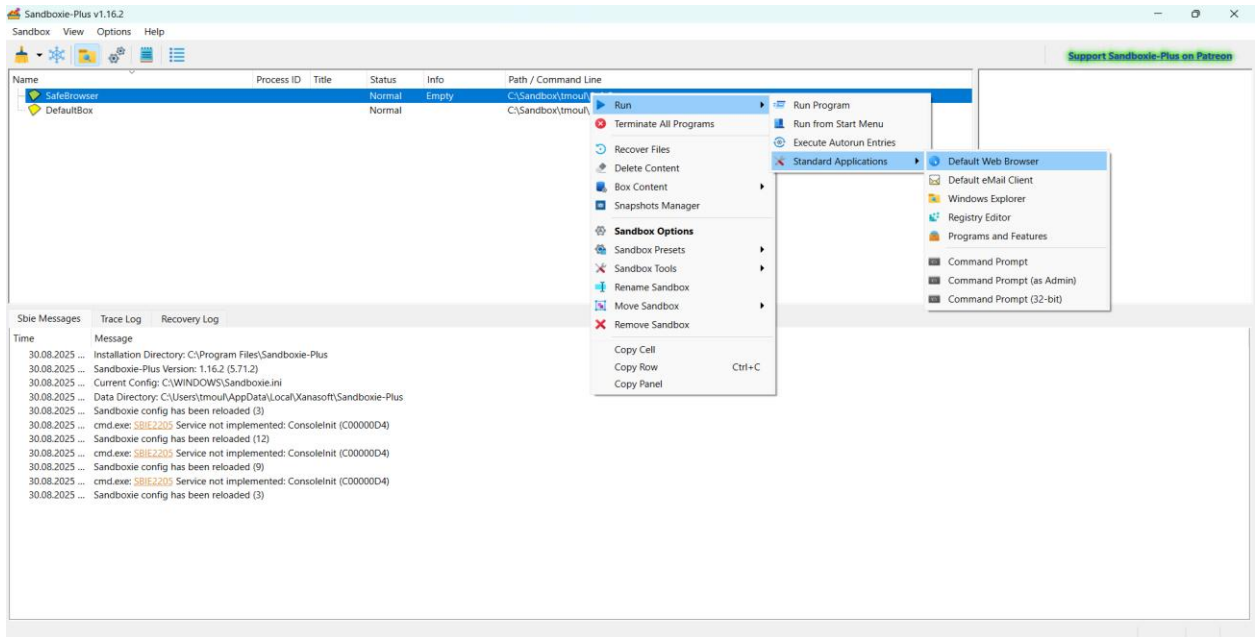 Sandboxie-Plus v1.16.2
Sandbox View Options Help
Support Sandboxie-Plus on Patreon
Name Process ID Title Status Info Path / Command Line
SafeBrowser Normal Empty C:\Sandbox\tmoul\
DefaultBox Normal C:\Sandbox\tmoul\
Run
Terminate All Programs
Recover Files
Delete Content
Box Content
Snapshots Manager
Sandbox Options
Sandbox Presets
Sandbox Tools
Rename Sandbox
Move Sandbox
Remove Sandbox
Copy Cell
Copy Row Ctrl+C
Copy Panel
Run Program
Run from Start Menu
Execute Autorun Entries
Standard Applications
Default Web Browser
Default eMail Client
Windows Explorer
Registry Editor
Programs and Features
Command Prompt
Command Prompt (as Admin)
Command Prompt (32-bit)
Sbie Messages Trace Log Recovery Log
Time Message
30.08.2025 ... Installation Directory: C:\Program Files\Sandboxie-Plus
30.08.2025 ... Sandboxie-Plus Version: 1.16.2 (5.71.2)
30.08.2025 ... Current Config: C:\WINDOWS\Sandboxie.ini
30.08.2025 ... Data Directory: C:\Users\tmoul\AppData\Local\Xanasoft\Sandboxie-Plus
30.08.2025 ... Sandboxie config has been reloaded (3)
30.08.2025 ... cmd.exe: SBIE2205 Service not implemented: ConsoleInit (C00000D4)
30.08.2025 ... Sandboxie config has been reloaded (12)
30.08.2025 ... cmd.exe: SBIE2205 Service not implemented: ConsoleInit (C00000D4)
30.08.2025 ... Sandboxie config has been reloaded (9)
30.08.2025 ... cmd.exe: SBIE2205 Service not implemented: ConsoleInit (C00000D4)
30.08.2025 ... Sandboxie config has been reloaded (3)